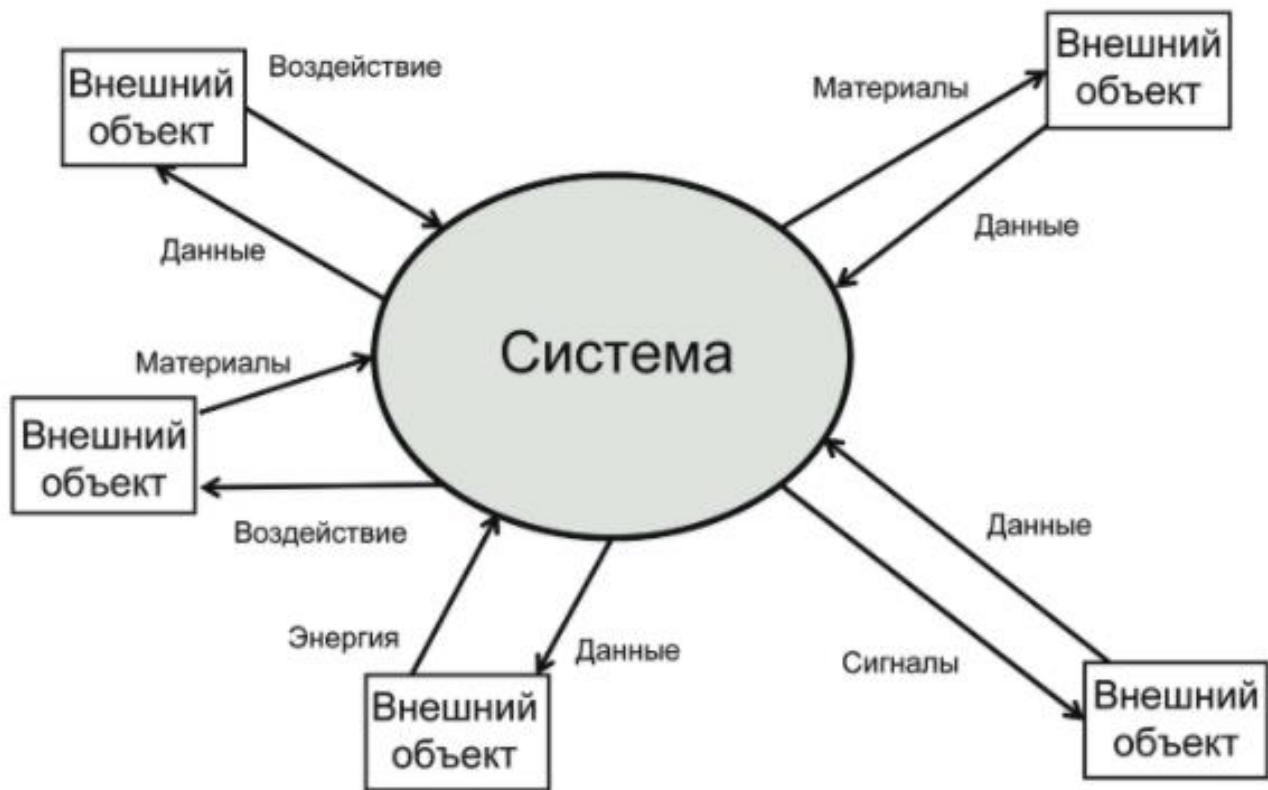 Внешний
объект
Воздействие
Внешний
объект
Материалы
Данные
Данные
Система
Материалы
Внешний
объект
Воздействие
Данные
Энергия
Данные
Сигналы
Внешний
объект
Внешний
объект